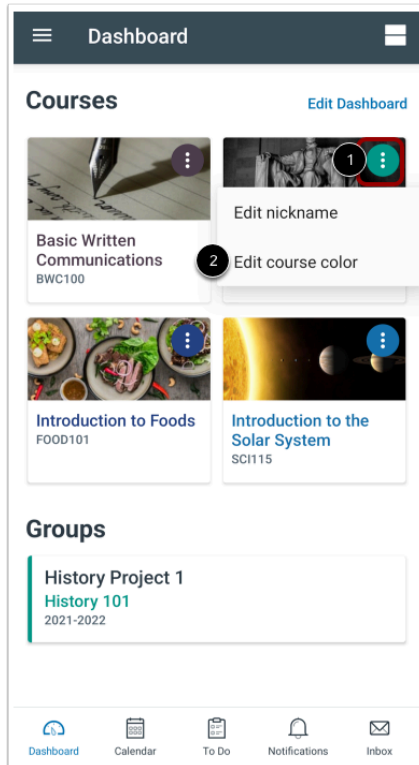 Dashboard
Courses
Edit Dashboard
1
Edit nickname
2
Edit course color
Basic Written
Communications
BWC100
Introduction to Foods
FOOD101
Introduction to the
Solar System
SCI115
Groups
History Project 1
History 101
2021-2022
Dashboard
Calendar
To Do
Notifications
Inbox